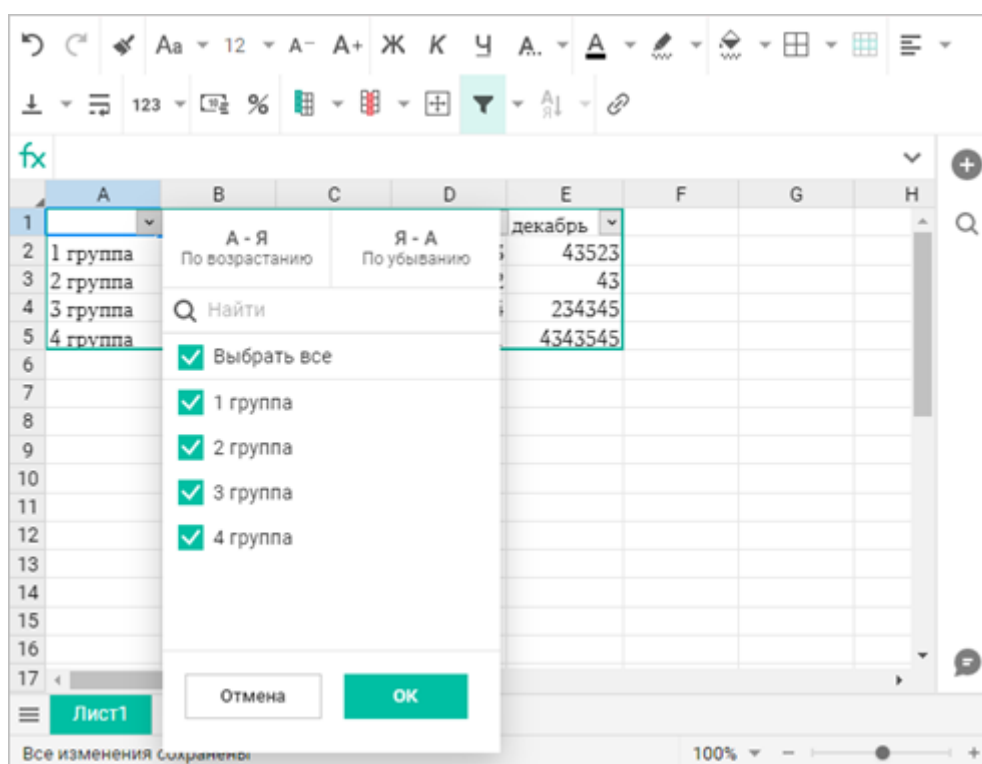 Aa 12 A− A+ Ж К Ч А.. А
123 %
fx
A B C D E F G H
1 декабрь
2 1 группа 43523
3 2 группа 43
4 3 группа 234345
5 4 группа 4343545
6
7
8
9
10
11
12
13
14
15
16
17
А - Я Я - А
По возрастанию По убыванию
Найти
Выбрать все
1 группа
2 группа
3 группа
4 группа
Отмена ОК
Лист1
Все изменения сохранены 100% − +